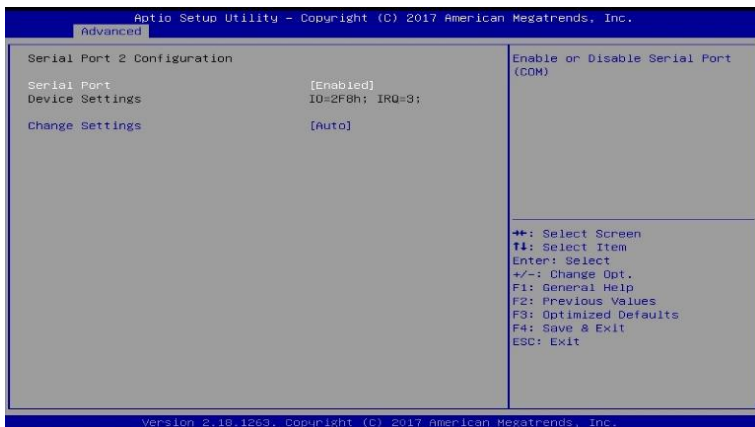 Aptio Setup Utility – Copyright (C) 2017 American Megatrends, Inc.
Advanced
Serial Port 2 Configuration
Serial Port [Enabled]
Device Settings IO=2F8h; IRQ=3;
Change Settings [Auto]
Enable or Disable Serial Port
(COM)
→←: Select Screen
↑↓: Select Item
Enter: Select
+/-: Change Opt.
F1: General Help
F2: Previous Values
F3: Optimized Defaults
F4: Save & Exit
ESC: Exit
Version 2.18.1263. Copyright (C) 2017 American Megatrends, Inc.